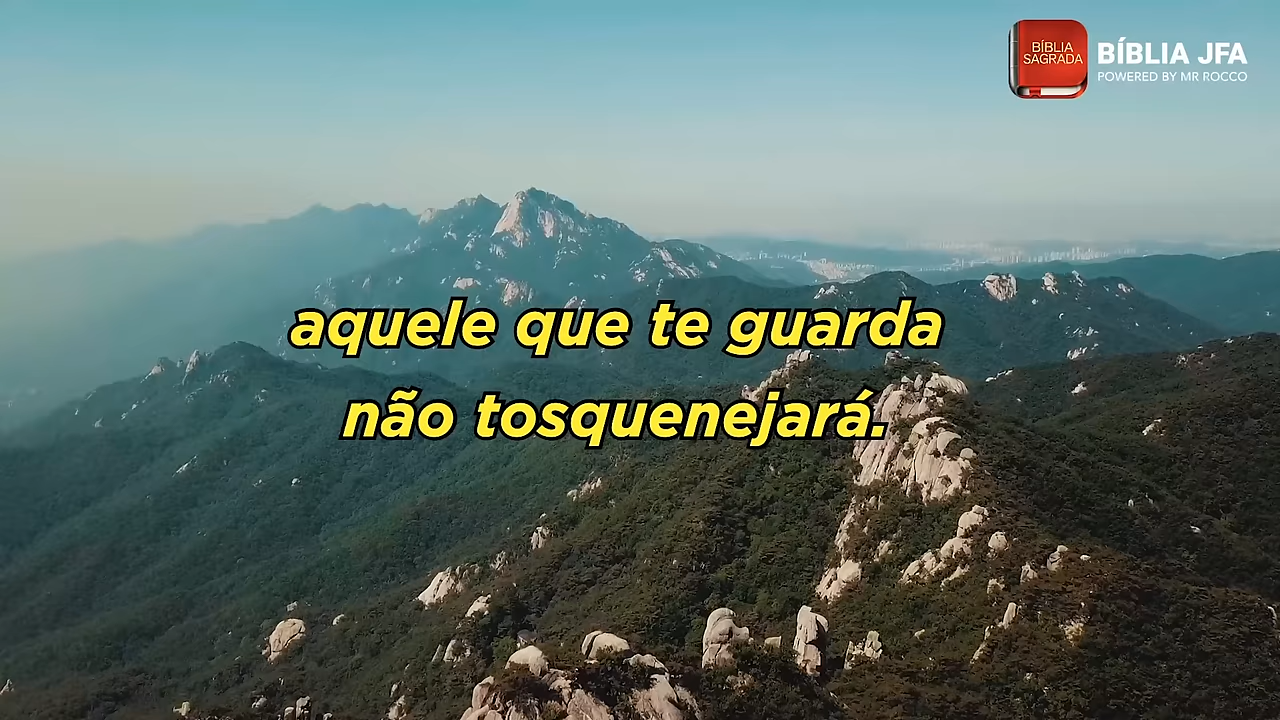 BÍBLIA
SAGRADA
BÍBLIA JFA
POWERED BY MR ROCCO
aquele que te guarda
não tosquenejará.